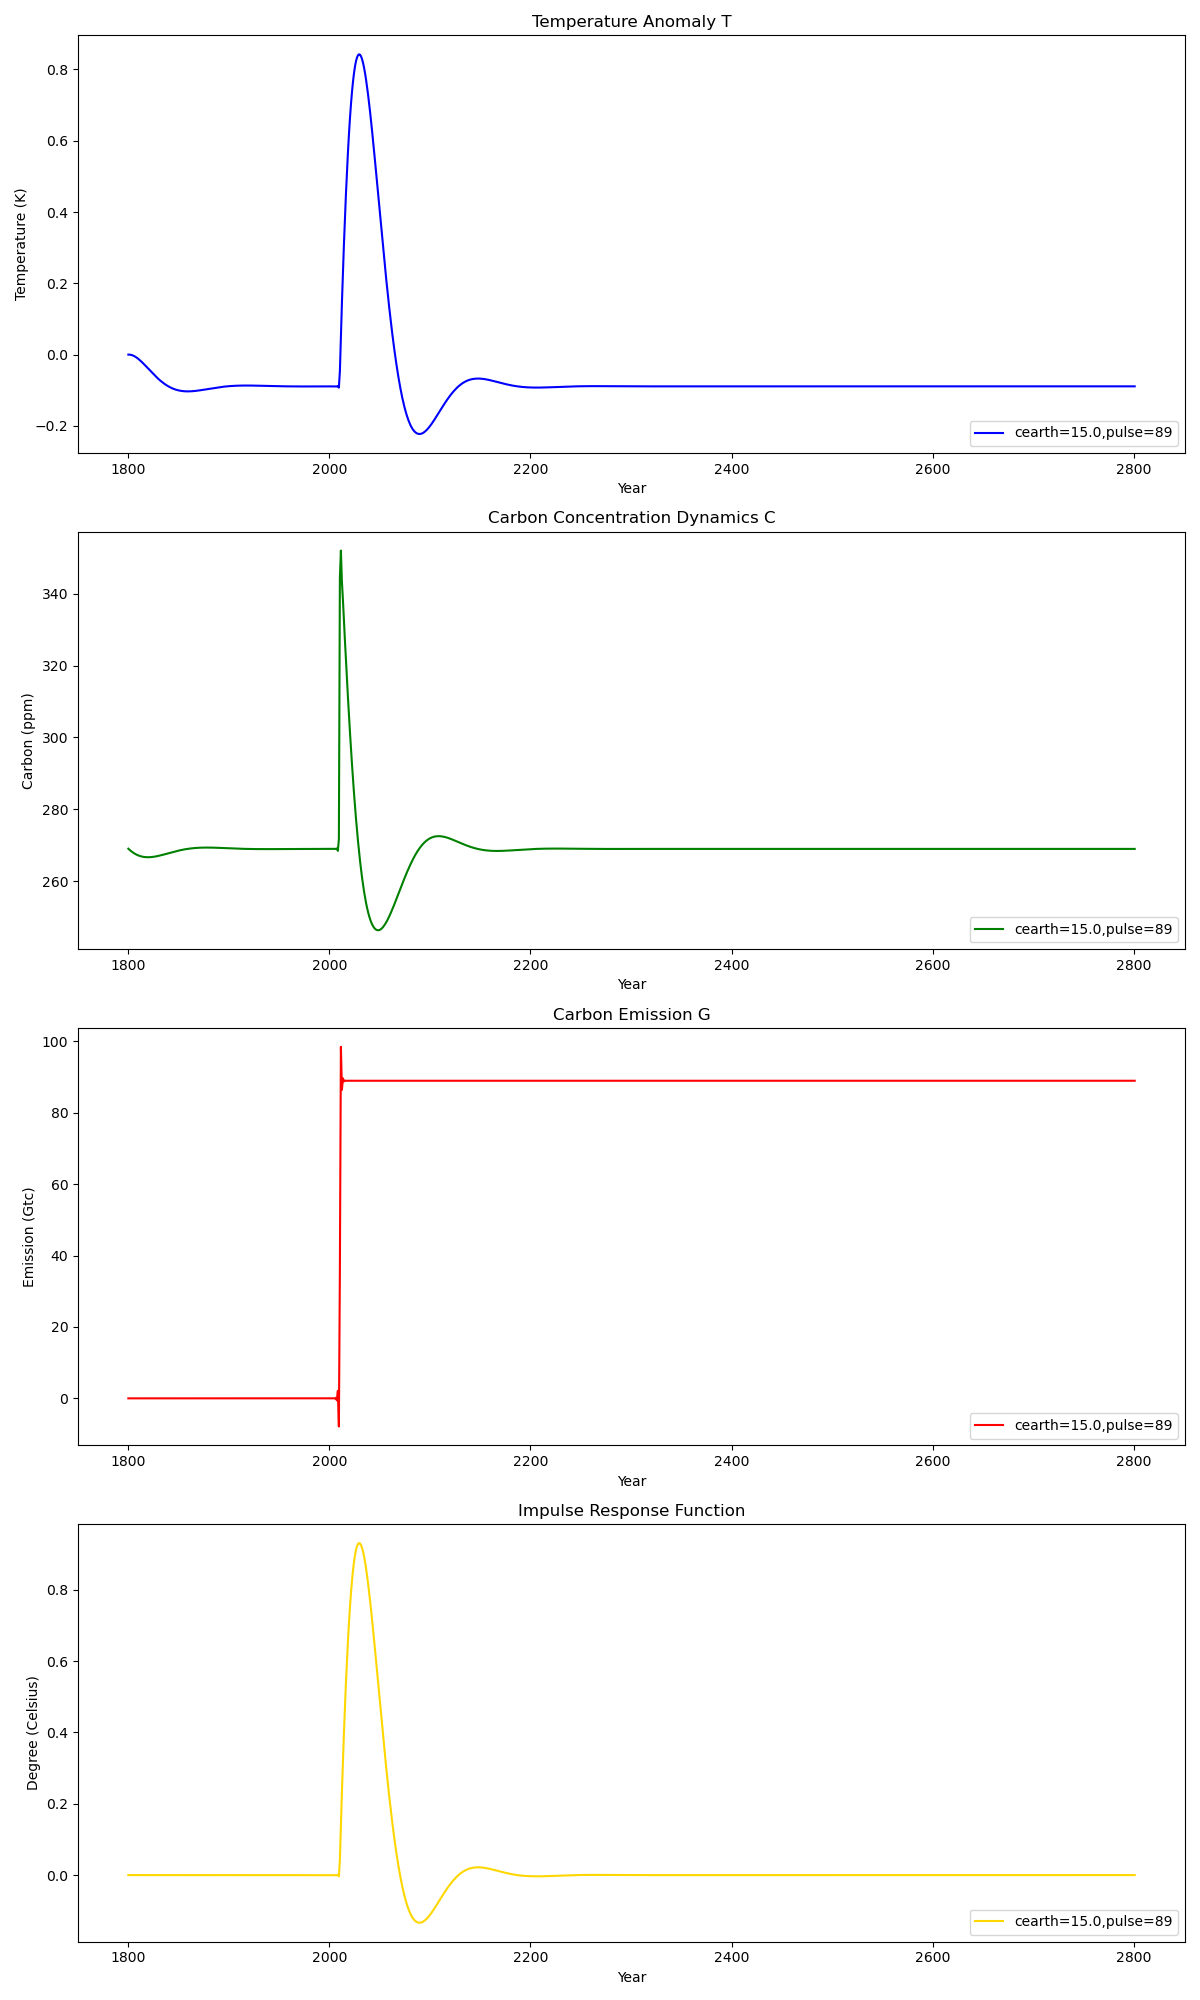 Temperature Anomaly T
Temperature (K)
0.8
0.6
0.4
0.2
0.0
−0.2
cearth=15.0,pulse=89
1800 2000 2200 2400 2600 2800
Year
Carbon Concentration Dynamics C
Carbon (ppm)
340
320
300
280
260
cearth=15.0,pulse=89
1800 2000 2200 2400 2600 2800
Year
Carbon Emission G
Emission (Gtc)
100
80
60
40
20
0
cearth=15.0,pulse=89
1800 2000 2200 2400 2600 2800
Year
Impulse Response Function
Degree (Celsius)
0.8
0.6
0.4
0.2
0.0
cearth=15.0,pulse=89
1800 2000 2200 2400 2600 2800
Year